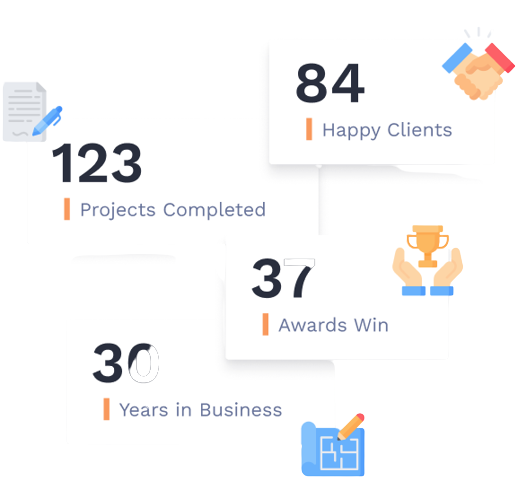 84
Happy Clients
123
Projects Completed
37
Awards Win
30
Years in Business